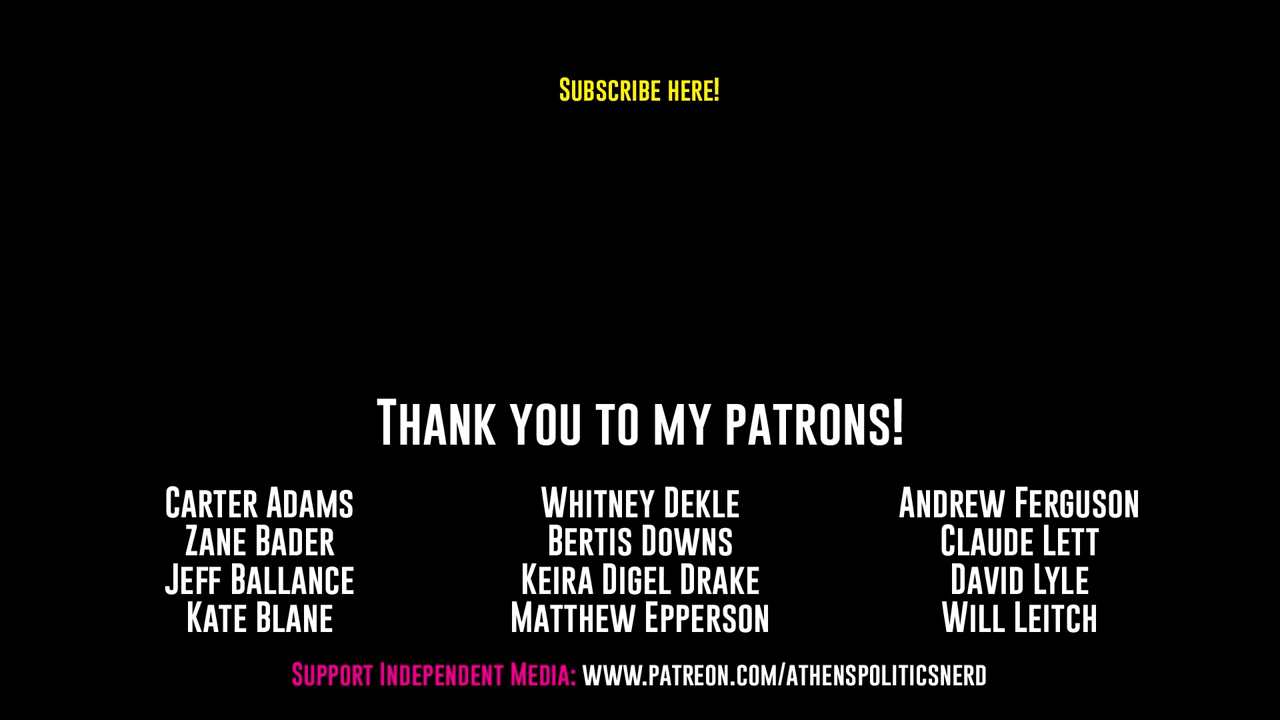 Subscribe here!
Thank you to my patrons!
Carter Adams
Zane Bader
Jeff Ballance
Kate Blane
Whitney Dekle
Bertis Downs
Keira Digel Drake
Matthew Epperson
Andrew Ferguson
Claude Lett
David Lyle
Will Leitch
Support Independent Media: www.patreon.com/athenspoliticsnerd